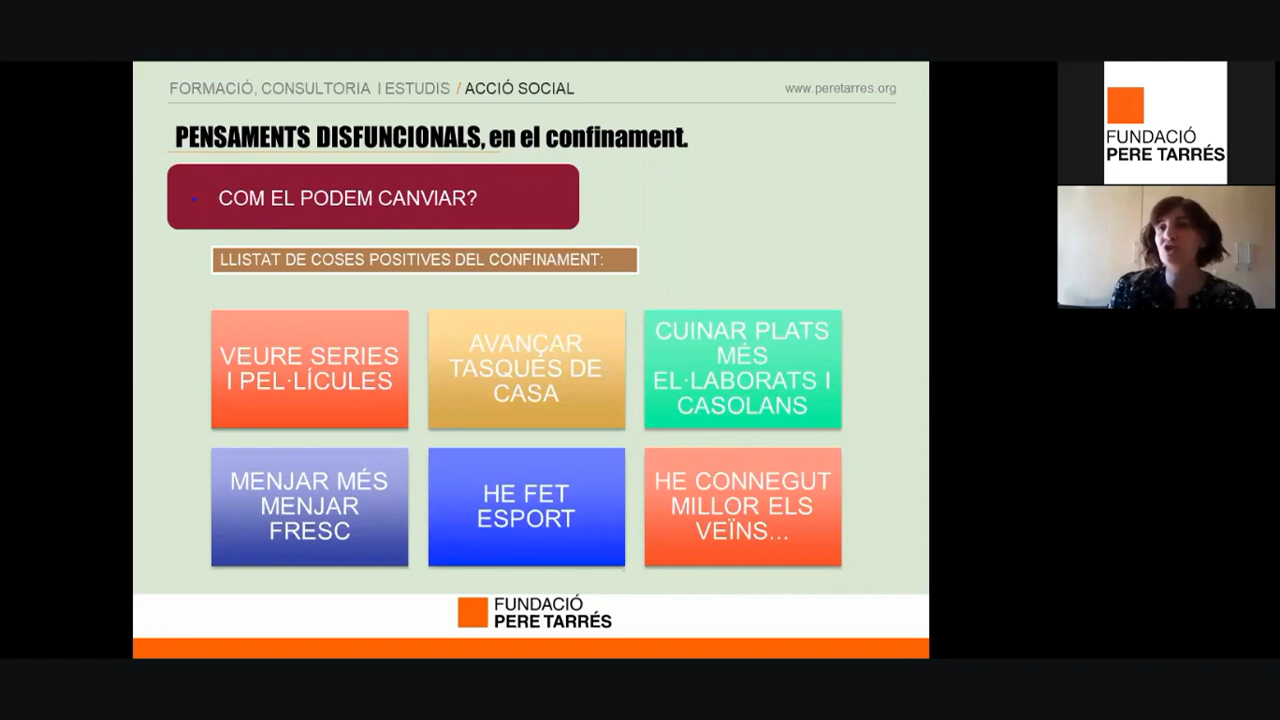 FORMACIÓ, CONSULTORIA I ESTUDIS / ACCIÓ SOCIAL
www.peretarres.org
PENSAMENTS DISFUNCIONALS, en el confinament.
• COM EL PODEM CANVIAR?
LLISTAT DE COSES POSITIVES DEL CONFINAMENT:
VEURE SERIES
I PEL·LÍCULES
AVANÇAR
TASQUES DE
CASA
CUINAR PLATS
MÉS
EL·LABORATS I
CASOLANS
MENJAR MÉS
MENJAR
FRESC
HE FET
ESPORT
HE CONNEGUT
MILLOR ELS
VEÏNS...
FUNDACIÓ
PERE TARRÉS
FUNDACIÓ
PERE TARRÉS